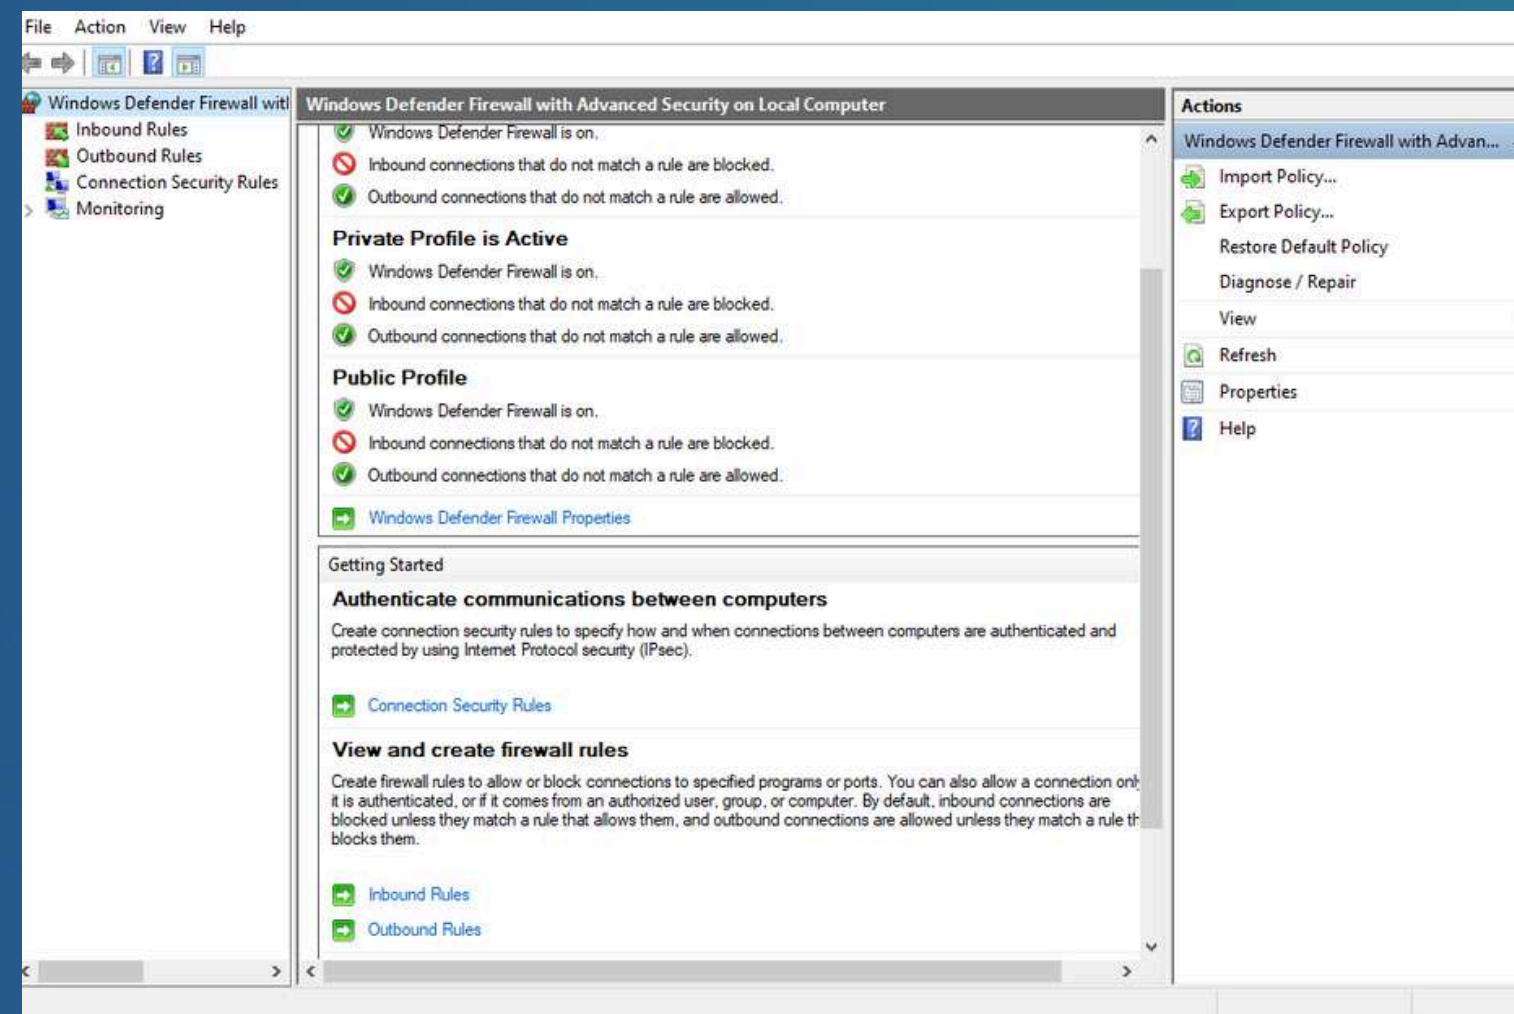 File Action View Help
Windows Defender Firewall with
Inbound Rules
Outbound Rules
Connection Security Rules
Monitoring
Windows Defender Firewall with Advanced Security on Local Computer
Windows Defender Firewall is on.
Inbound connections that do not match a rule are blocked.
Outbound connections that do not match a rule are allowed.
Private Profile is Active
Windows Defender Firewall is on.
Inbound connections that do not match a rule are blocked.
Outbound connections that do not match a rule are allowed.
Public Profile
Windows Defender Firewall is on.
Inbound connections that do not match a rule are blocked.
Outbound connections that do not match a rule are allowed.
Windows Defender Firewall Properties
Getting Started
Authenticate communications between computers
Create connection security rules to specify how and when connections between computers are authenticated and
protected by using Internet Protocol security (IPsec).
Connection Security Rules
View and create firewall rules
Create firewall rules to allow or block connections to specified programs or ports. You can also allow a connection only
it is authenticated, or if it comes from an authorized user, group, or computer. By default, inbound connections are
blocked unless they match a rule that allows them, and outbound connections are allowed unless they match a rule th
blocks them.
Inbound Rules
Outbound Rules
Actions
Windows Defender Firewall with Advan...
Import Policy...
Export Policy...
Restore Default Policy
Diagnose / Repair
View
Refresh
Properties
Help